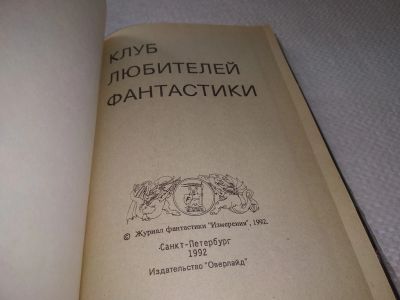 КЛУБ
ЛЮБИТЕЛЕЙ
ФАНТАСТИКИ
© Журнал фантастики "Измерения", 1992.
Санкт-Петербург
1992
Издательство "Оверлайд"